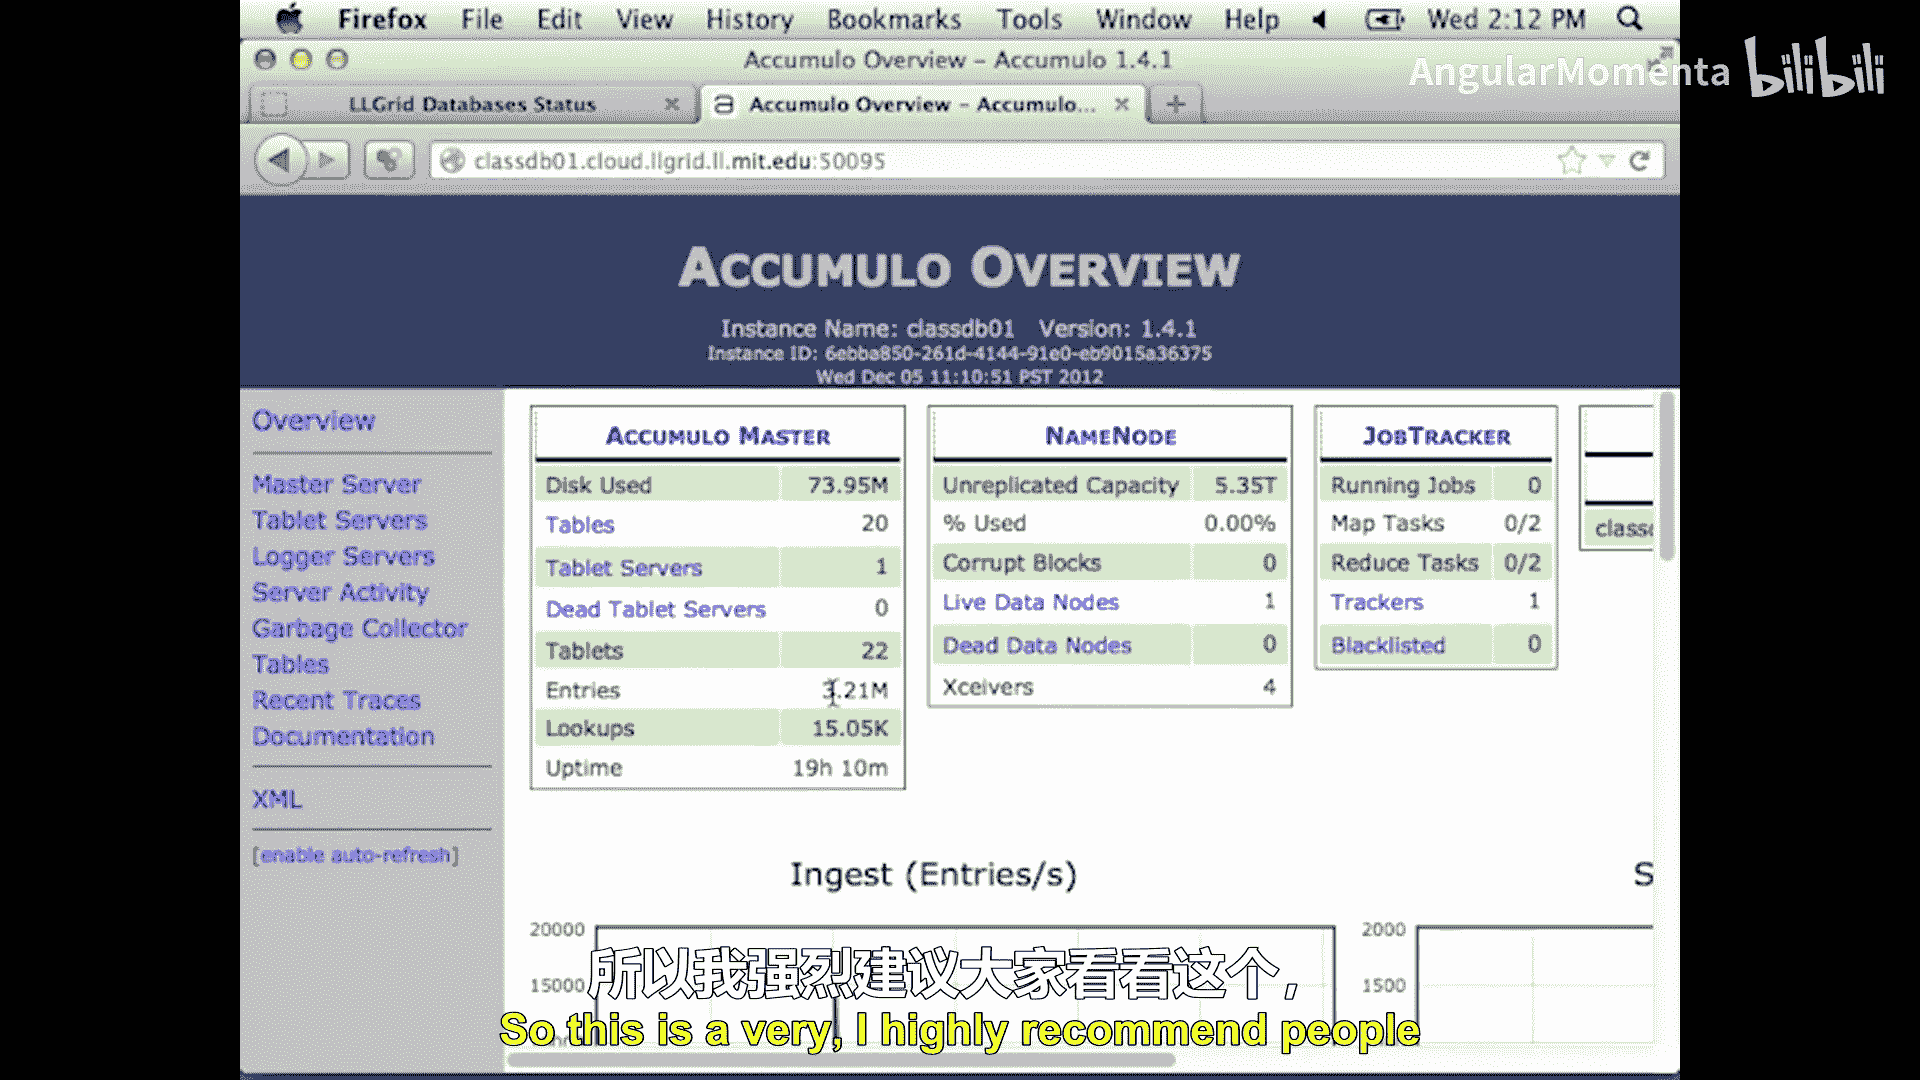 Firefox File Edit View History Bookmarks Tools Window Help Wed 2:12 PM
Accumulo Overview – Accumulo 1.4.1
AngularMomenta bilibili
LLGrid Databases Status
Accumulo Overview – Accumulo...
classdb01.cloud.llgrid.ll.mit.edu:50095
ACCUMULO OVERVIEW
Instance Name: classdb01 Version: 1.4.1
Instance ID: 6ebba850-261d-4144-91e0-eb9015a36375
Wed Dec 05 11:10:51 PST 2012
Overview
Master Server
Tablet Servers
Logger Servers
Server Activity
Garbage Collector
Tables
Recent Traces
Documentation
XML
[enable auto-refresh]
ACCUMULO MASTER
Disk Used 73.95M
Tables 20
Tablet Servers 1
Dead Tablet Servers 0
Tablets 22
Entries 3.21M
Lookups 15.05K
Uptime 19h 10m
NAMENODE
Unreplicated Capacity 5.35T
% Used 0.00%
Corrupt Blocks 0
Live Data Nodes 1
Dead Data Nodes 0
Xceivers 4
JOBTRACKER
Running Jobs 0
Map Tasks 0/2
Reduce Tasks 0/2
Trackers 1
Blacklisted 0
Ingest (Entries/s)
20000
15000
S
2000
1500
所以我强烈建议大家看看这个,
So this is a very, I highly recommend people